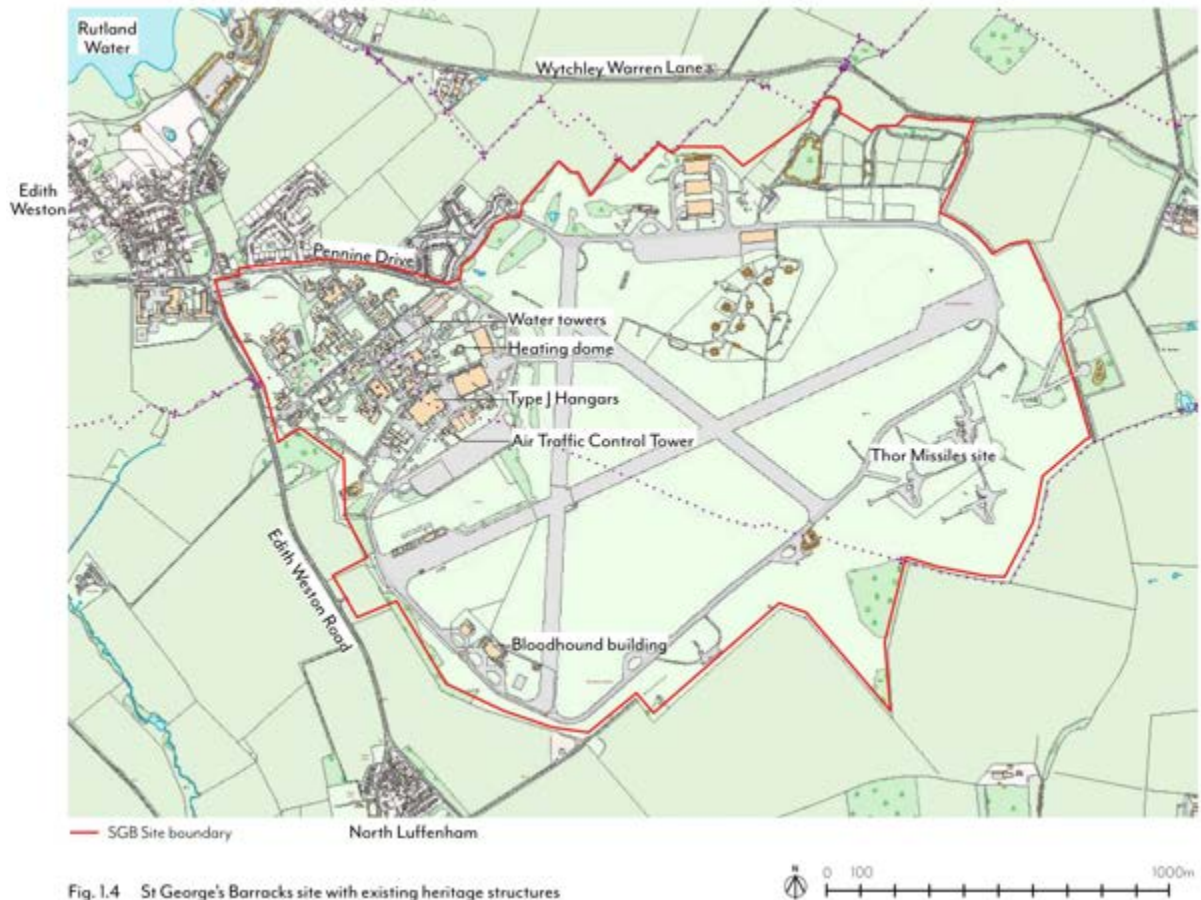 Rutland
Water
Wytchley Warren Lane
Edith
Weston
Pennine Drive
Water towers
Heating dome
Type J Hangars
Air Traffic Control Tower
Thor Missiles site
Edith Weston Road
Bloodhound building
SGB Site boundary
North Luffenham
Fig. 1.4 St George's Barracks site with existing heritage structures
N
0 100 1000m